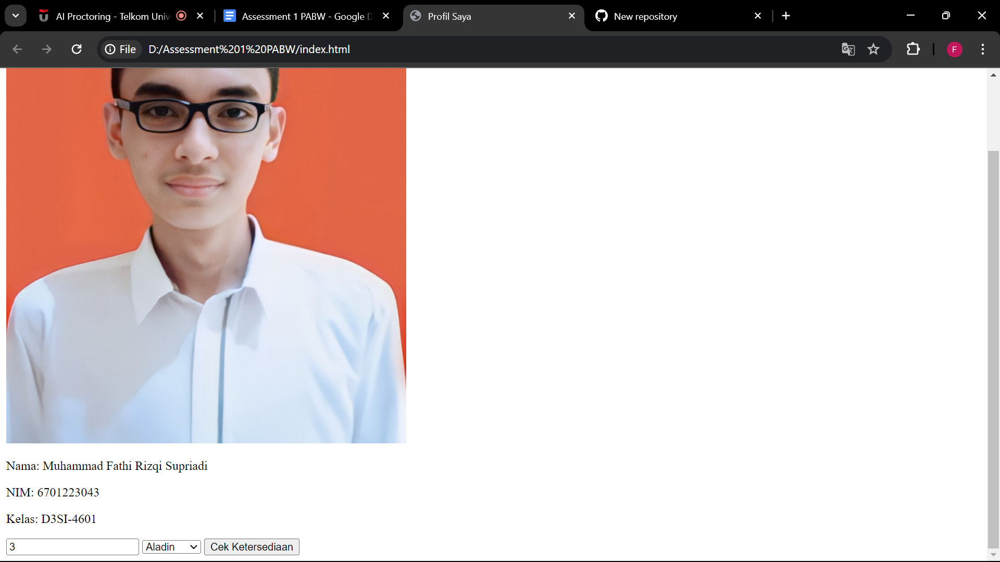 AI Proctoring - Telkom Univ
Assessment 1 PABW - Google D
Profil Saya
New repository
File
D:/Assessment%201%20PABW/index.html
F
Nama: Muhammad Fathi Rizqi Supriadi
NIM: 6701223043
Kelas: D3SI-4601
3
Aladin
Cek Ketersediaan